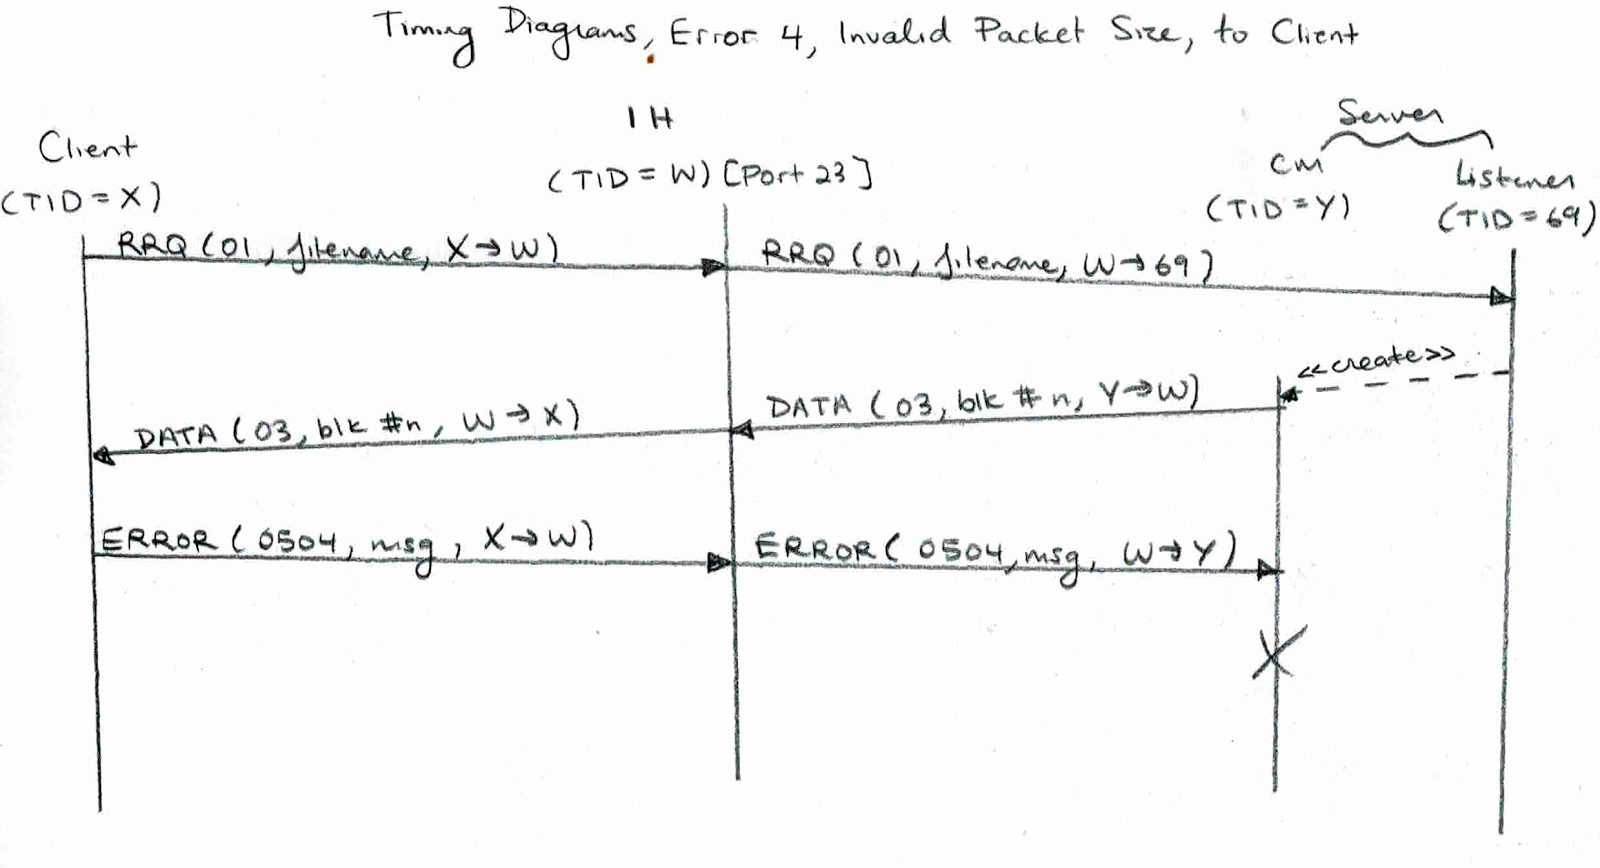 Timing Diagrams, Error 4, Invalid Packet Size, to Client
IH
(TID = W) [Port 23]
Client
(TID = X)
Server
CM
(TID = Y)
Listener
(TID = 69)
RRQ (01, filename, X→W)
RRQ (01, filename, W→69)
<<create>>
DATA (03, blk #n, Y→W)
DATA (03, blk #n, W→X)
ERROR (0504, msg, X→W)
ERROR (0504, msg, W→Y)
X